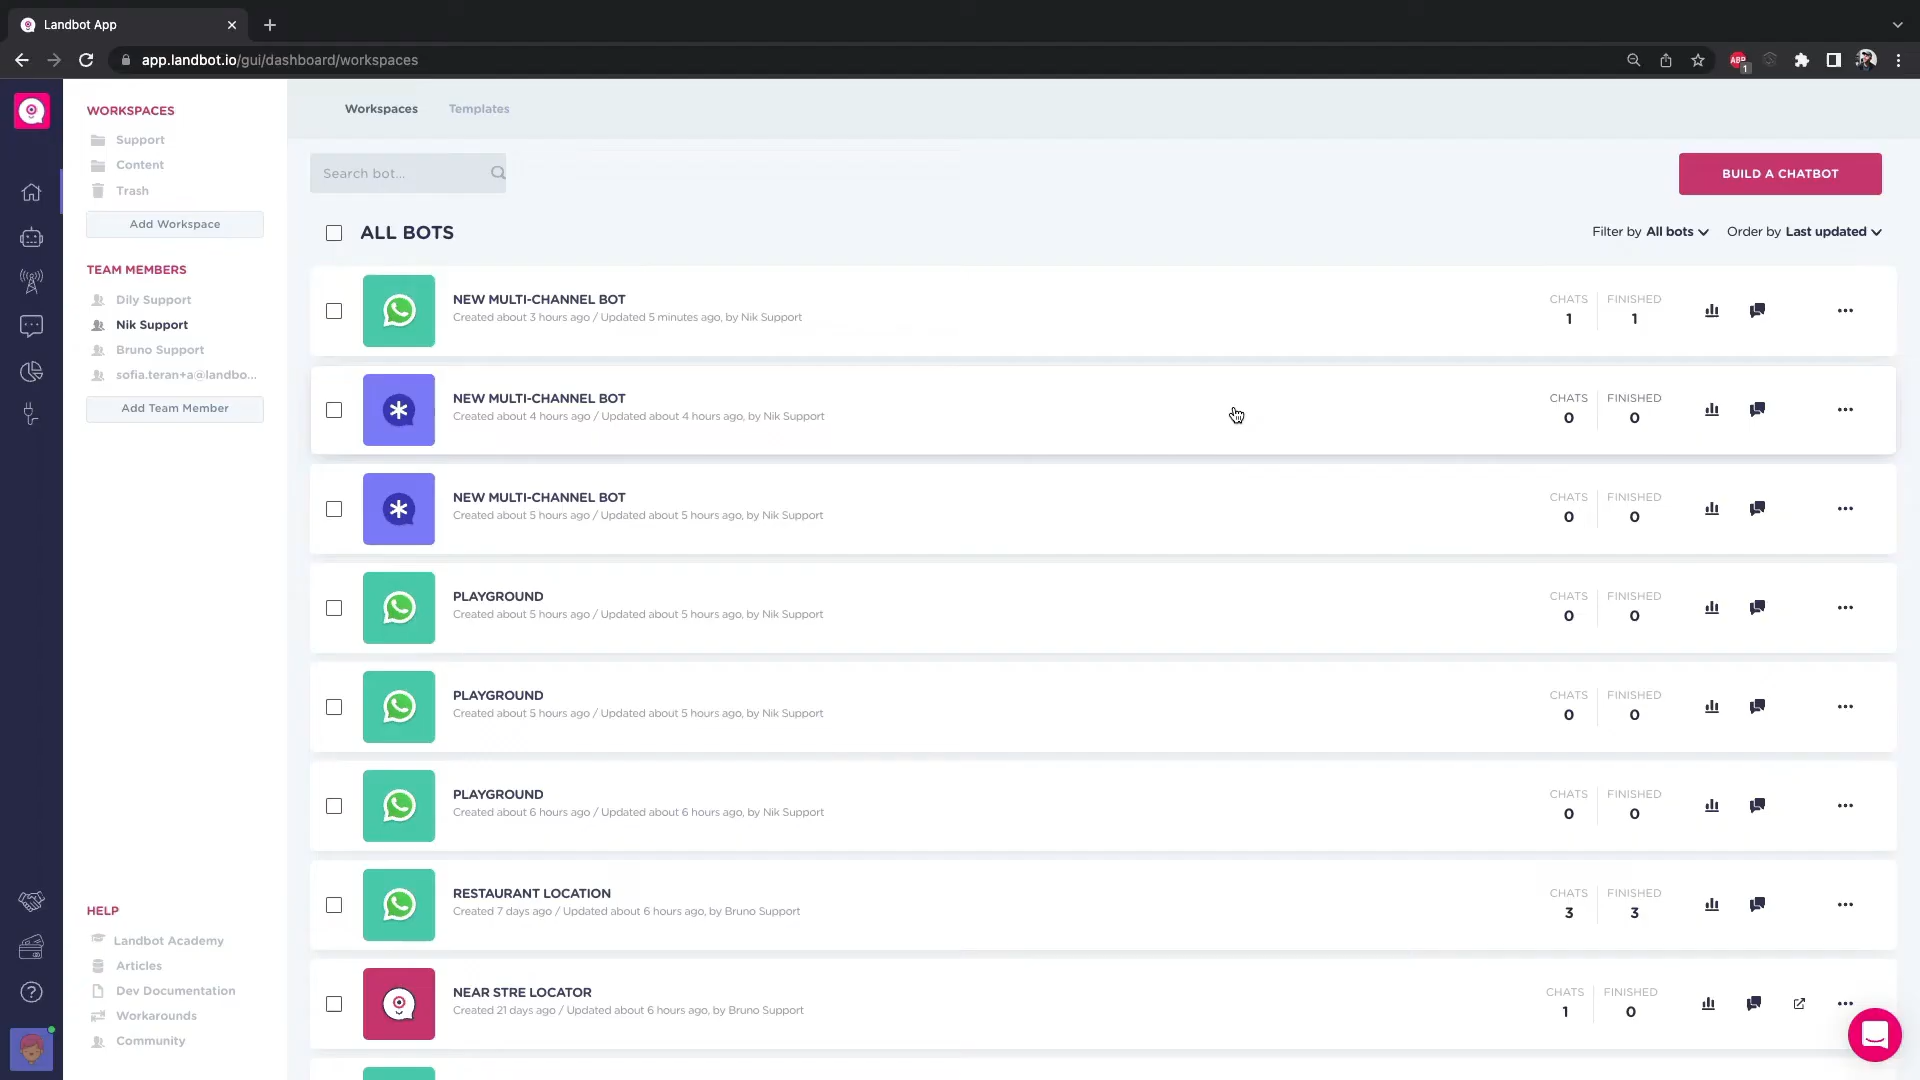 Landbot App
app.landbot.io/gui/dashboard/workspaces
ABP
1
WORKSPACES
Support
Content
Trash
Add Workspace
TEAM MEMBERS
Dily Support
Nik Support
Bruno Support
sofia.teran+a@landbo...
Add Team Member
HELP
Landbot Academy
Articles
Dev Documentation
Workarounds
Community
Workspaces Templates
Search bot...
BUILD A CHATBOT
ALL BOTS
Filter by All bots Order by Last updated
NEW MULTI-CHANNEL BOT
Created about 3 hours ago / Updated 5 minutes ago, by Nik Support
CHATS FINISHED
1 1
NEW MULTI-CHANNEL BOT
Created about 4 hours ago / Updated about 4 hours ago, by Nik Support
CHATS FINISHED
0 0
NEW MULTI-CHANNEL BOT
Created about 5 hours ago / Updated about 5 hours ago, by Nik Support
CHATS FINISHED
0 0
PLAYGROUND
Created about 5 hours ago / Updated about 5 hours ago, by Nik Support
CHATS FINISHED
0 0
PLAYGROUND
Created about 5 hours ago / Updated about 5 hours ago, by Nik Support
CHATS FINISHED
0 0
PLAYGROUND
Created about 6 hours ago / Updated about 6 hours ago, by Nik Support
CHATS FINISHED
0 0
RESTAURANT LOCATION
Created 7 days ago / Updated about 6 hours ago, by Bruno Support
CHATS FINISHED
3 3
NEAR STRE LOCATOR
Created 21 days ago / Updated about 6 hours ago, by Bruno Support
CHATS FINISHED
1 0